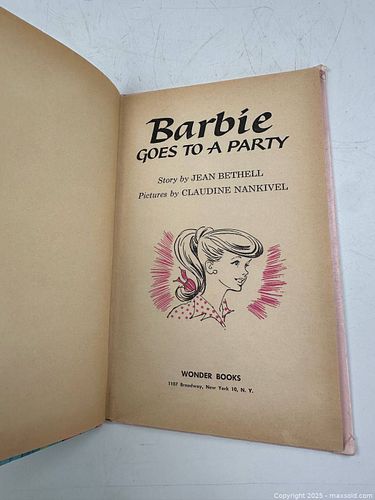 Barbie
GOES TO A PARTY
Story by JEAN BETHELL
Pictures by CLAUDINE NANKIVEL
WONDER BOOKS
1107 Broadway, New York 10, N. Y.
Copyright 2025 - maxsold.com